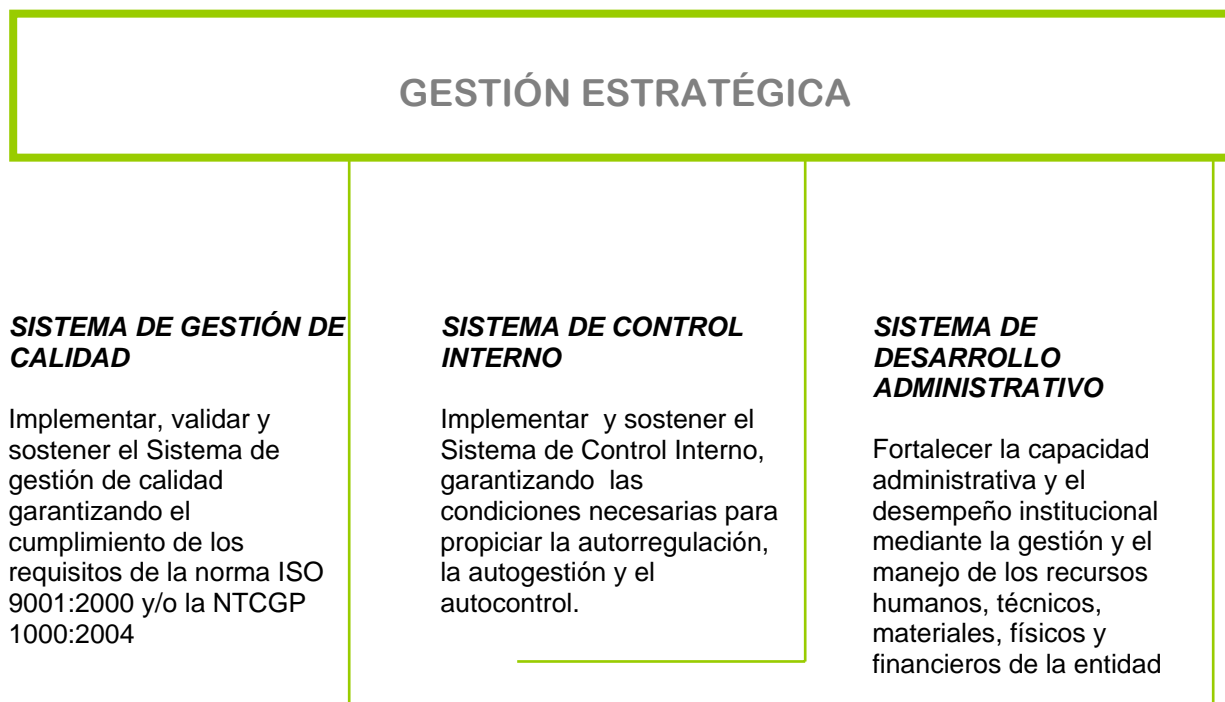 GESTIÓN ESTRATÉGICA
SISTEMA DE GESTIÓN DE
CALIDAD
Implementar, validar y
sostener el Sistema de
gestión de calidad
garantizando el
cumplimiento de los
requisitos de la norma ISO
9001:2000 y/o la NTCGP
1000:2004
SISTEMA DE CONTROL
INTERNO
Implementar  y sostener el
Sistema de Control Interno,
garantizando  las
condiciones necesarias para
propiciar la autorregulación,
la autogestión y el
autocontrol.
SISTEMA DE
DESARROLLO
ADMINISTRATIVO
Fortalecer la capacidad
administrativa y el
desempeño institucional
mediante la gestión y el
manejo de los recursos
humanos, técnicos,
materiales, físicos y
financieros de la entidad